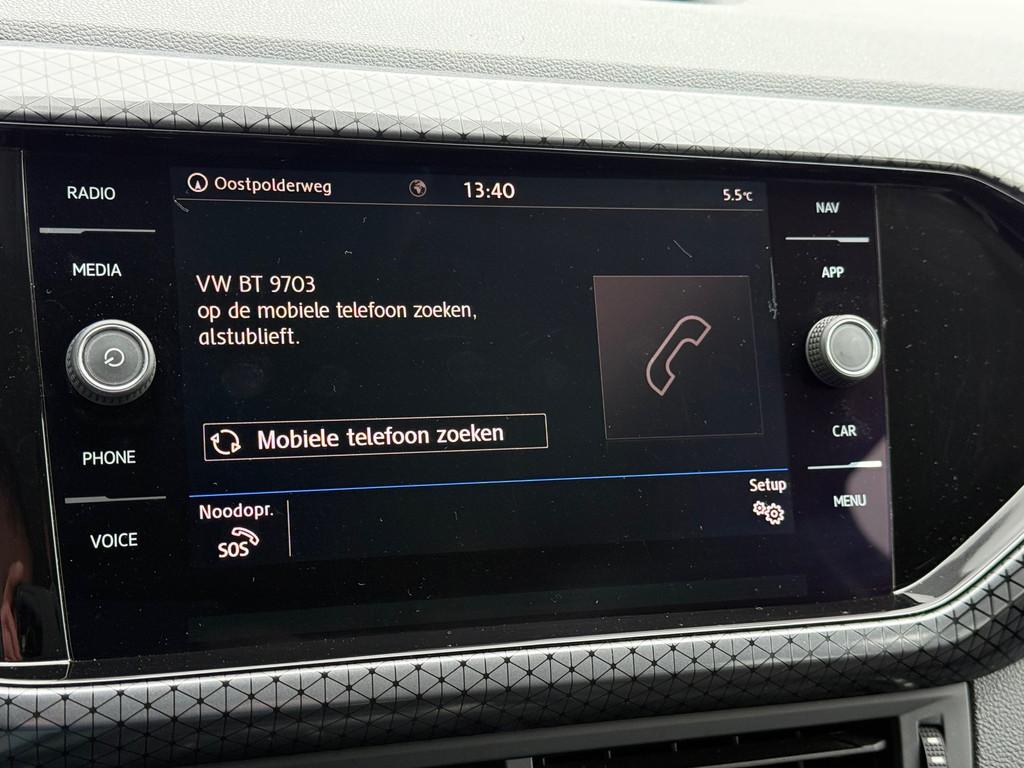 RADIO
MEDIA
PHONE
VOICE
Oostpolderweg 13:40 5.5°C
VW BT 9703
op de mobiele telefoon zoeken,
alstublieft.
Mobiele telefoon zoeken
Noodopr.
SOS
Setup
NAV
APP
CAR
MENU